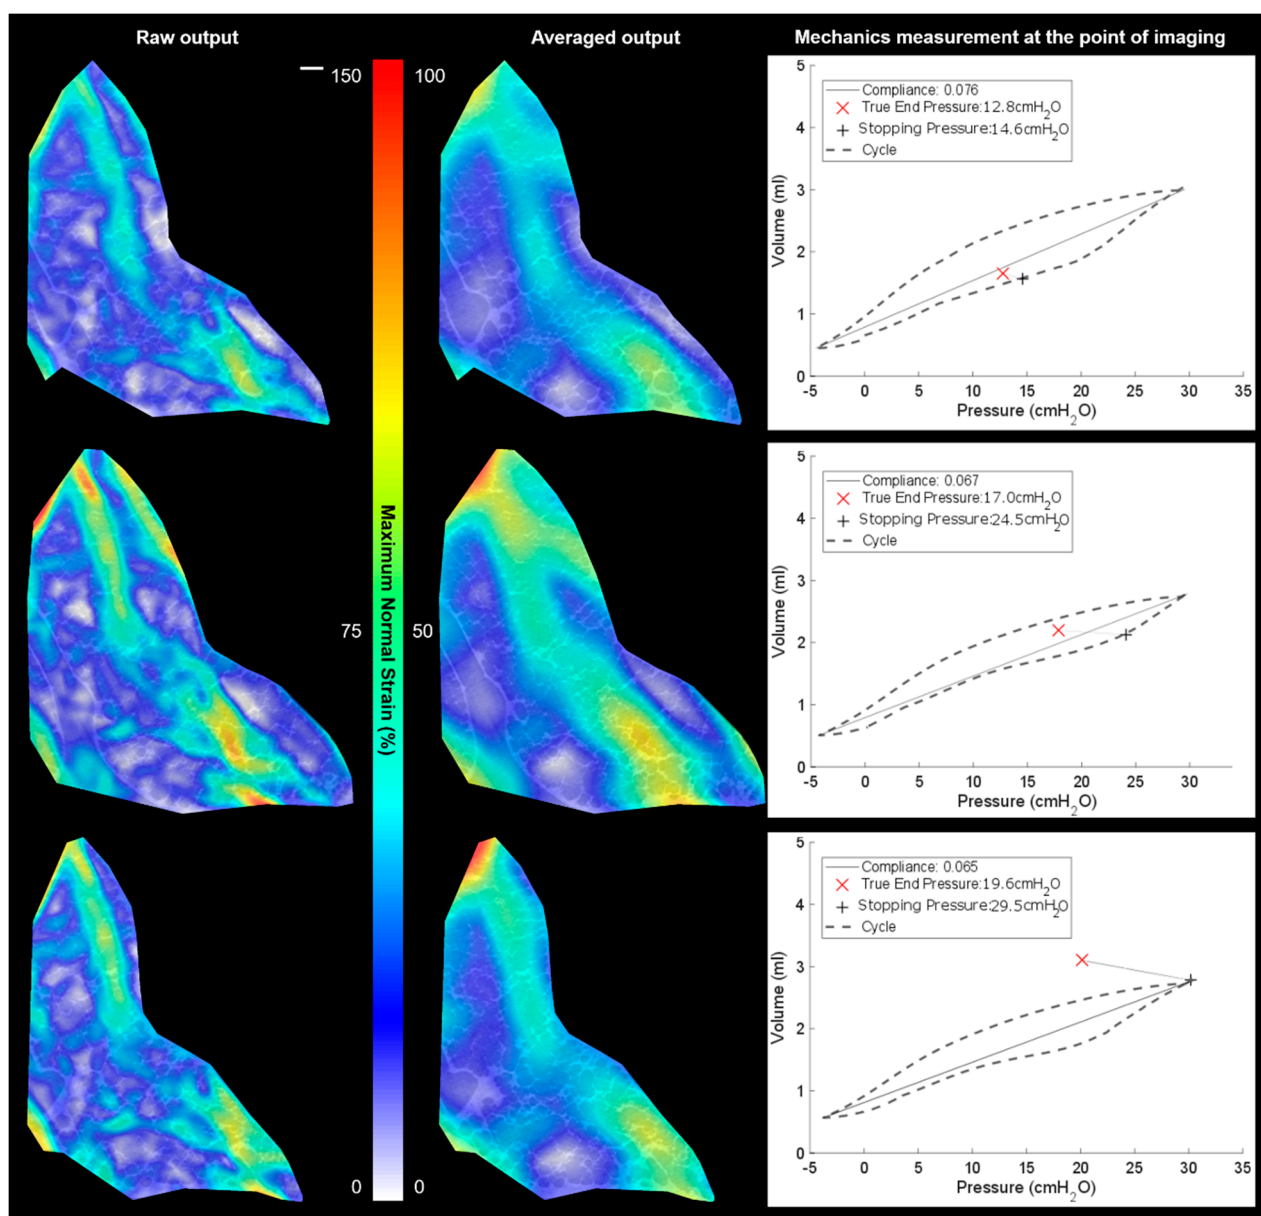 Raw output
Averaged output
Mechanics measurement at the point of imaging
150
100
75
50
0
0
Maximum Normal Strain (%)
Compliance: 0.076
True End Pressure:12.8cmH2O
Stopping Pressure:14.6cmH2O
Cycle
5
4
3
2
1
0
Volume (ml)
-5 0 5 10 15 20 25 30 35
Pressure (cmH2O)
Compliance: 0.067
True End Pressure:17.0cmH2O
Stopping Pressure:24.5cmH2O
Cycle
5
4
3
2
1
0
Volume (ml)
-5 0 5 10 15 20 25 30
Pressure (cmH2O)
Compliance: 0.065
True End Pressure:19.6cmH2O
Stopping Pressure:29.5cmH2O
Cycle
5
4
3
2
1
0
Volume (ml)
-5 0 5 10 15 20 25 30 35
Pressure (cmH2O)